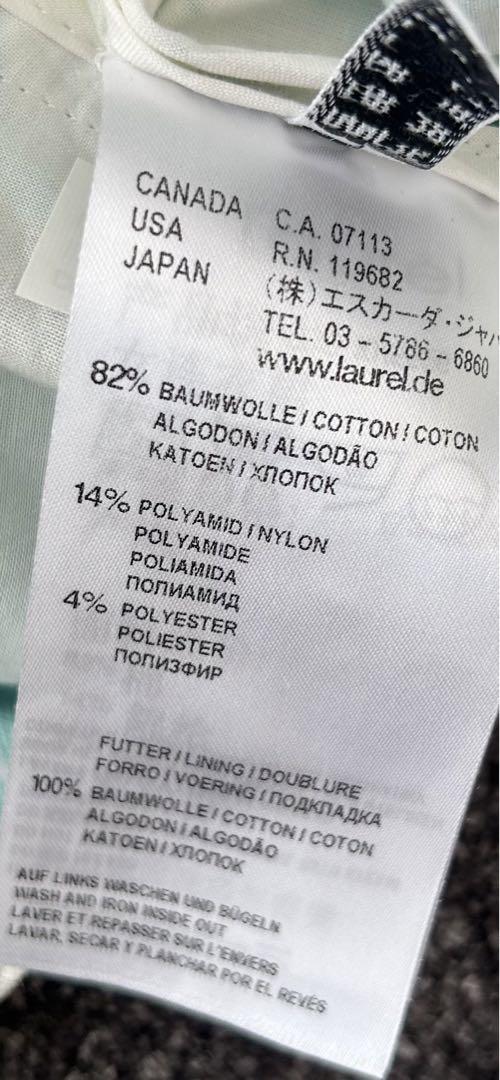 CANADA C.A. 07113
USA R.N. 119682
JAPAN (株)エスカーダ・ジャパ
TEL. 03 - 5786 - 6860
www.laurel.de
82% BAUMWOLLE / COTTON / COTON
ALGODON / ALGODÃO
KATOEN / ХЛОПОК
14% POLYAMID / NYLON
POLYAMIDE
POLIAMIDA
ПОЛИАМИД
4% POLYESTER
POLIESTER
ПОЛИЗФИР
FUTTER / LINING / DOUBLURE
FORRO / VOERING / ПОДКЛАДКА
100% BAUMWOLLE / COTTON / COTON
ALGODON / ALGODÃO
KATOEN / ХЛОПОК
AUF LINKS WASCHEN UND BÜGELN
WASH AND IRON INSIDE OUT
LAVER ET REPASSER SUR L'ENVERS
LAVAR, SECAR Y PLANCHAR POR EL REVÉS